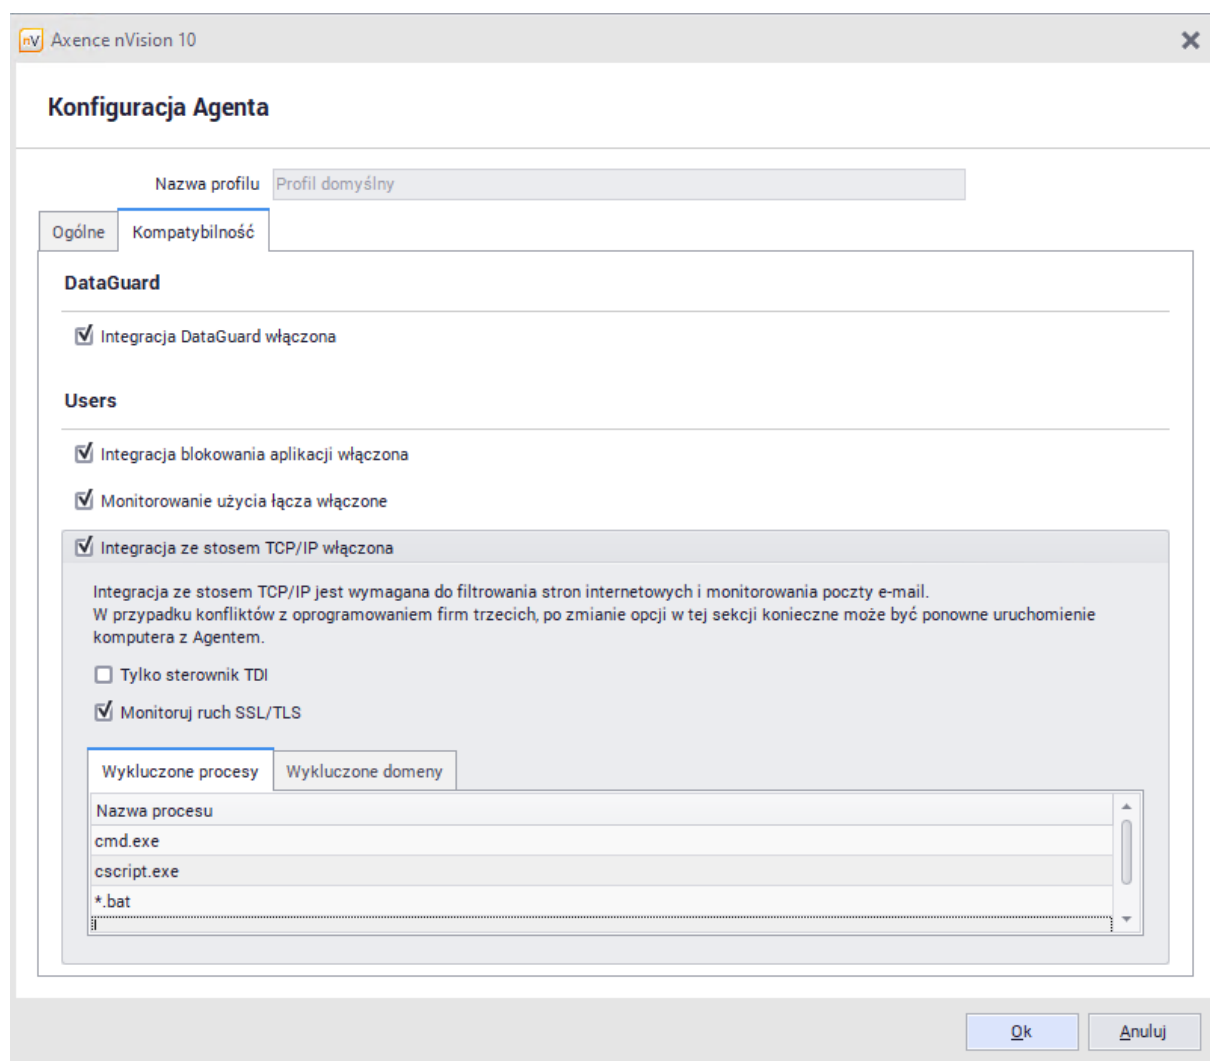 nV Axence nVision 10
Konfiguracja Agenta
Nazwa profilu Profil domyślny
Ogólne Kompatybilność
DataGuard
Integracja DataGuard włączona
Users
Integracja blokowania aplikacji włączona
Monitorowanie użycia łącza włączone
Integracja ze stosem TCP/IP włączona
Integracja ze stosem TCP/IP jest wymagana do filtrowania stron internetowych i monitorowania poczty e-mail.
W przypadku konfliktów z oprogramowaniem firm trzecich, po zmianie opcji w tej sekcji konieczne może być ponowne uruchomienie
komputera z Agentem.
Tylko sterownik TDI
Monitoruj ruch SSL/TLS
Wykluczone procesy Wykluczone domeny
Nazwa procesu
cmd.exe
cscript.exe
*.bat
Ok Anuluj